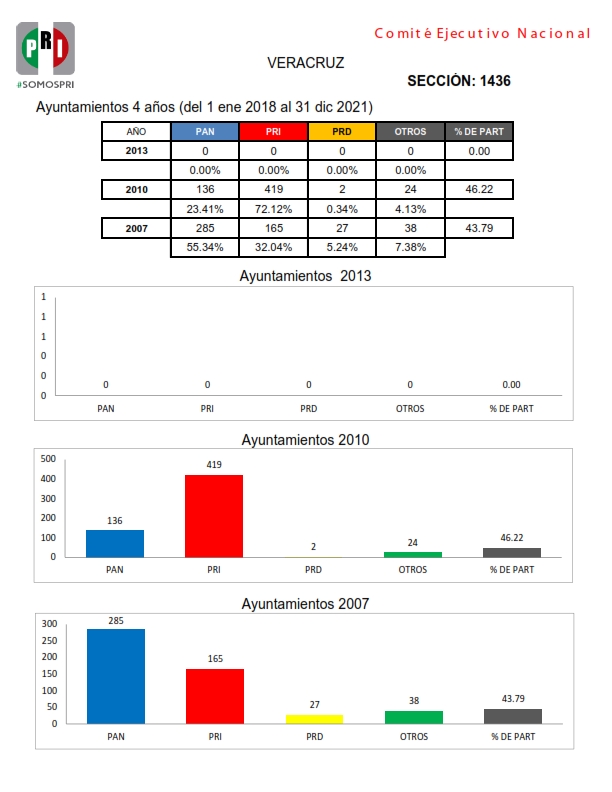 Comité Ejecutivo Nacional
PRI
#SOMOSPRI
VERACRUZ
SECCIÓN: 1436
Ayuntamientos 4 años (del 1 ene 2018 al 31 dic 2021)
AÑO PAN PRI PRD OTROS % DE PART
2013 0 0 0 0 0.00
0.00% 0.00% 0.00% 0.00%
2010 136 419 2 24 46.22
23.41% 72.12% 0.34% 4.13%
2007 285 165 27 38 43.79
55.34% 32.04% 5.24% 7.38%
Ayuntamientos 2013
1
1
1
0
0
0
0 0 0 0 0.00
PAN PRI PRD OTROS % DE PART
Ayuntamientos 2010
500
400
300
200
100
0
136 419 2 24 46.22
PAN PRI PRD OTROS % DE PART
Ayuntamientos 2007
300
250
200
150
100
50
0
285 165 27 38 43.79
PAN PRI PRD OTROS % DE PART